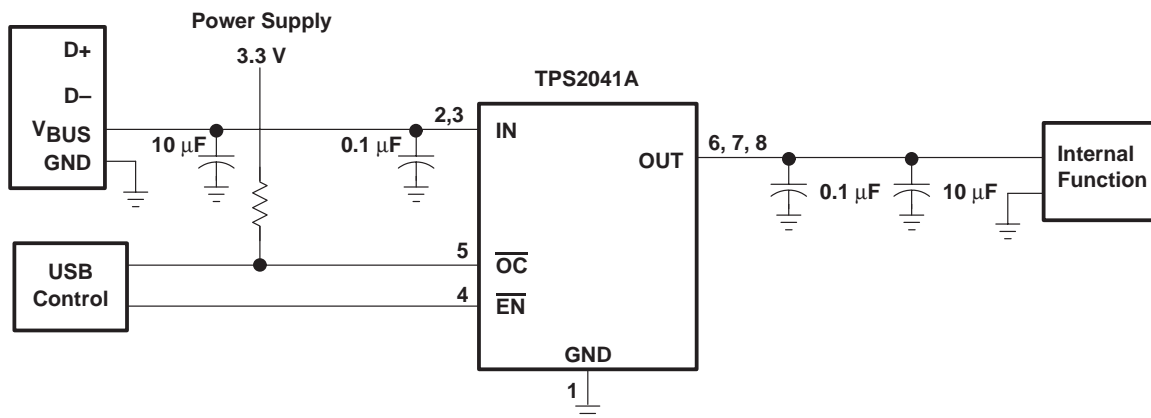 Power Supply
3.3 V
D+
D–
VBUS
GND
10 μF
0.1 μF
2,3
TPS2041A
IN
OUT
6, 7, 8
0.1 μF
10 μF
Internal
Function
USB
Control
5
4
OC
EN
GND
1